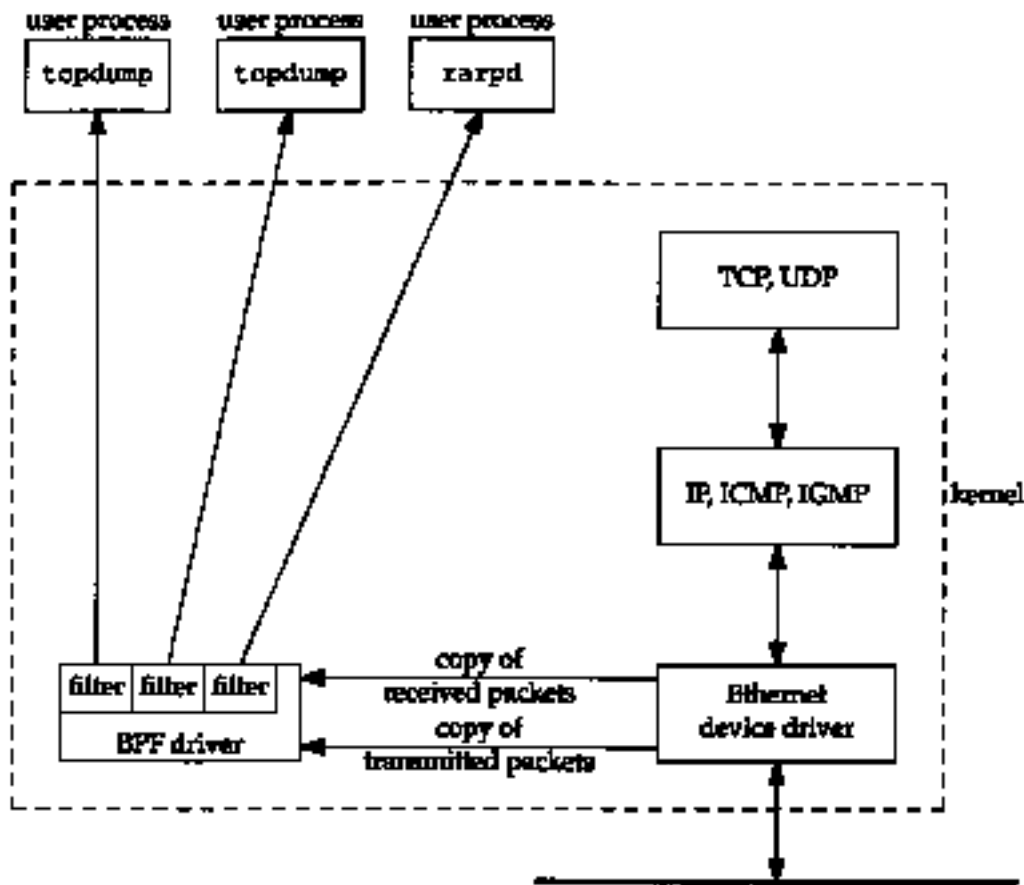 user process user process user process
tcpdump tcpdump rarpd
TCP, UDP
IP, ICMP, IGMP
kernel
copy of
received packets
filter filter filter
Ethernet
device driver
copy of
transmitted packets
BPF driver